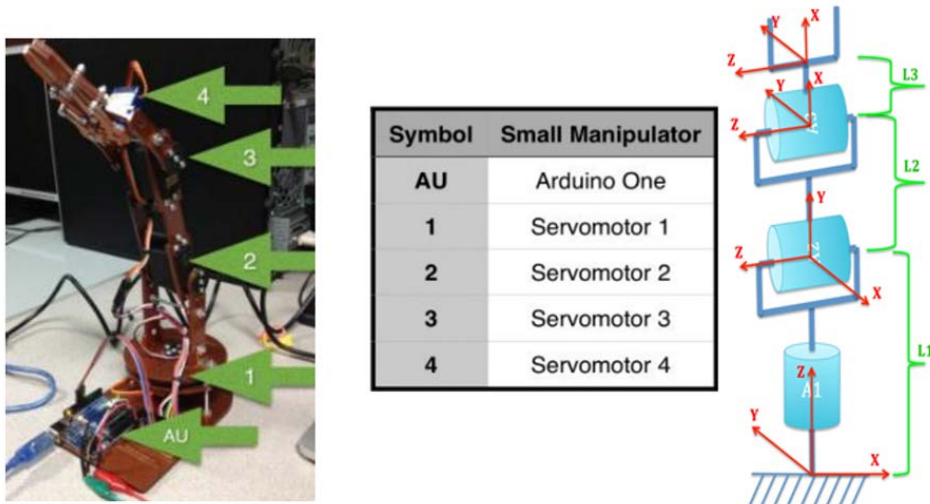 4
3
2
1
AU
Symbol Small Manipulator
AU Arduino One
1 Servomotor 1
2 Servomotor 2
3 Servomotor 3
4 Servomotor 4
X
Y
Z
L3
X
Y
Z
L2
Y
Z
X
L1
Z
A1
Y
X